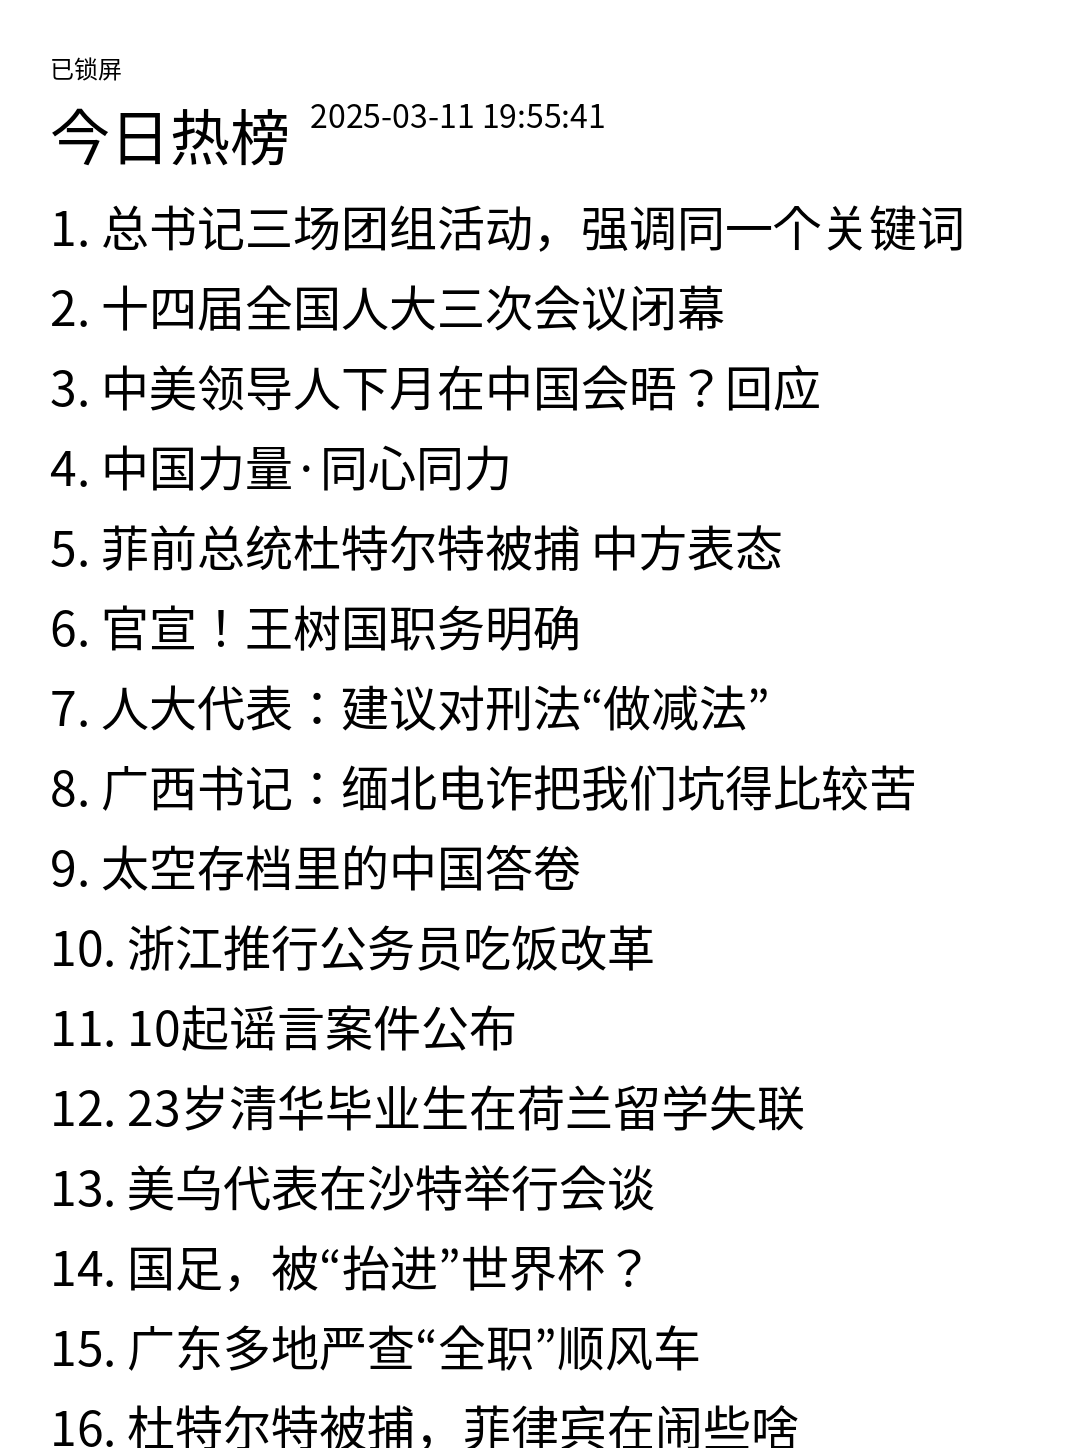 已锁屏
今日热榜 2025-03-11 19:55:41
1. 总书记三场团组活动，强调同一个关键词
2. 十四届全国人大三次会议闭幕
3. 中美领导人下月在中国会晤？回应
4. 中国力量·同心同力
5. 菲前总统杜特尔特被捕 中方表态
6. 官宣！王树国职务明确
7. 人大代表：建议对刑法“做减法”
8. 广西书记：缅北电诈把我们坑得比较苦
9. 太空存档里的中国答卷
10. 浙江推行公务员吃饭改革
11. 10起谣言案件公布
12. 23岁清华毕业生在荷兰留学失联
13. 美乌代表在沙特举行会谈
14. 国足，被“抬进”世界杯？
15. 广东多地严查“全职”顺风车
16. 杜特尔特被捕，菲律宾在闹些啥